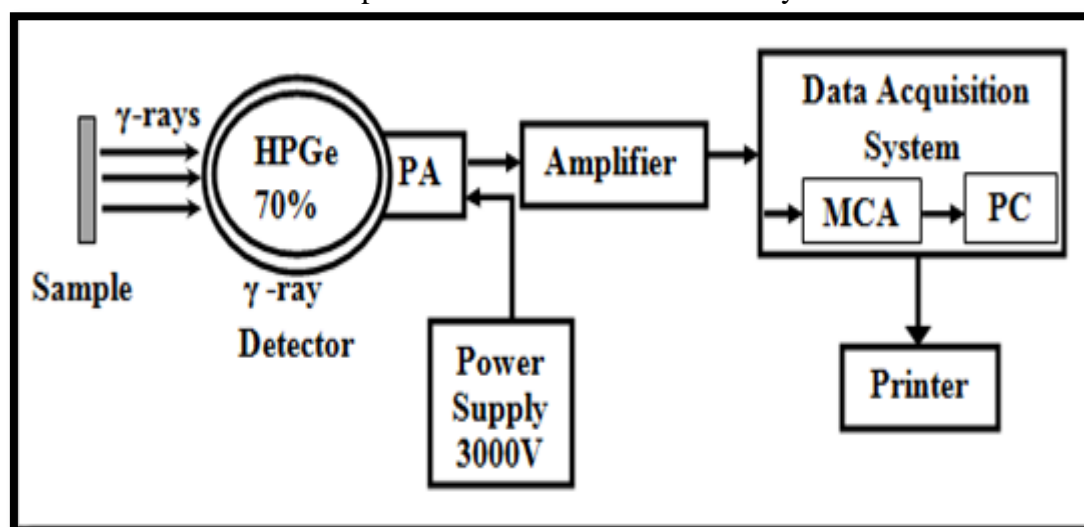 γ-rays
HPGe
70%
PA
Amplifier
Data Acquisition
System
MCA
PC
Sample
γ -ray
Detector
Power
Supply
3000V
Printer